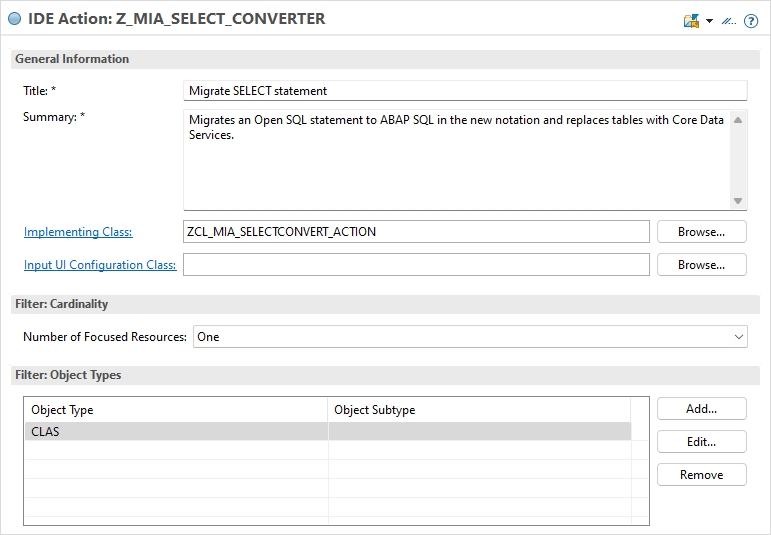 IDE Action: Z_MIA_SELECT_CONVERTER
General Information
Title: *
Migrate SELECT statement
Summary: *
Migrates an Open SQL statement to ABAP SQL in the new notation and replaces tables with Core Data
Services.
Implementing Class:
ZCL_MIA_SELECTCONVERT_ACTION
Browse...
Input UI Configuration Class:
Browse...
Filter: Cardinality
Number of Focused Resources:
One
Filter: Object Types
Object Type
Object Subtype
Add...
CLAS
Edit...
Remove